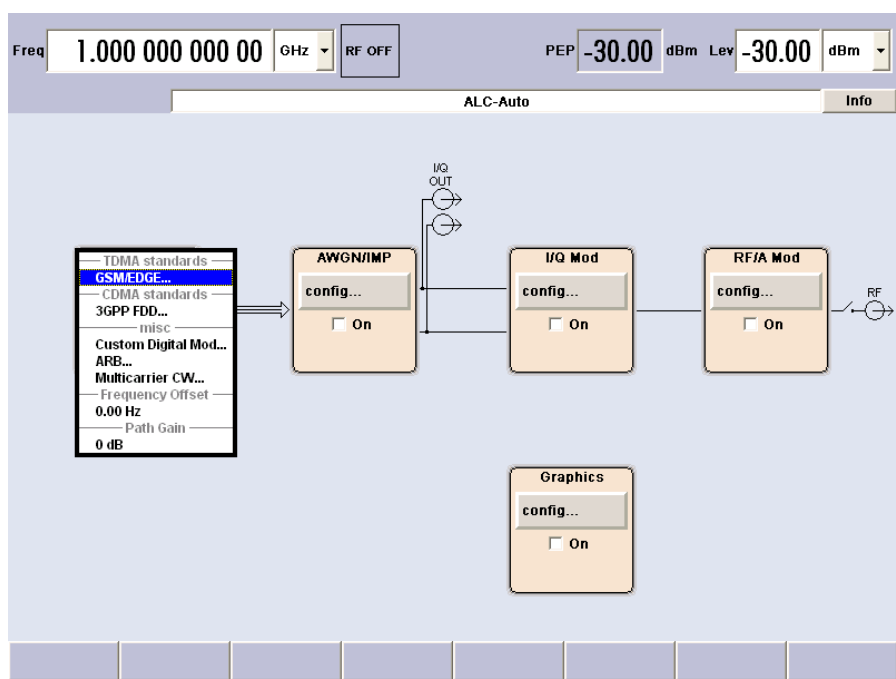 Freq 1.000 000 000 00 GHz RF OFF PEP -30.00 dBm Lev -30.00 dBm
ALC-Auto Info
I/Q
OUT
TDMA standards
GSM/EDGE...
CDMA standards
3GPP FDD...
misc
Custom Digital Mod...
ARB...
Multicarrier CW...
Frequency Offset
0.00 Hz
Path Gain
0 dB
AWGN/IMP
config...
On
I/Q Mod
config...
On
RF/A Mod
config...
On
RF
Graphics
config...
On